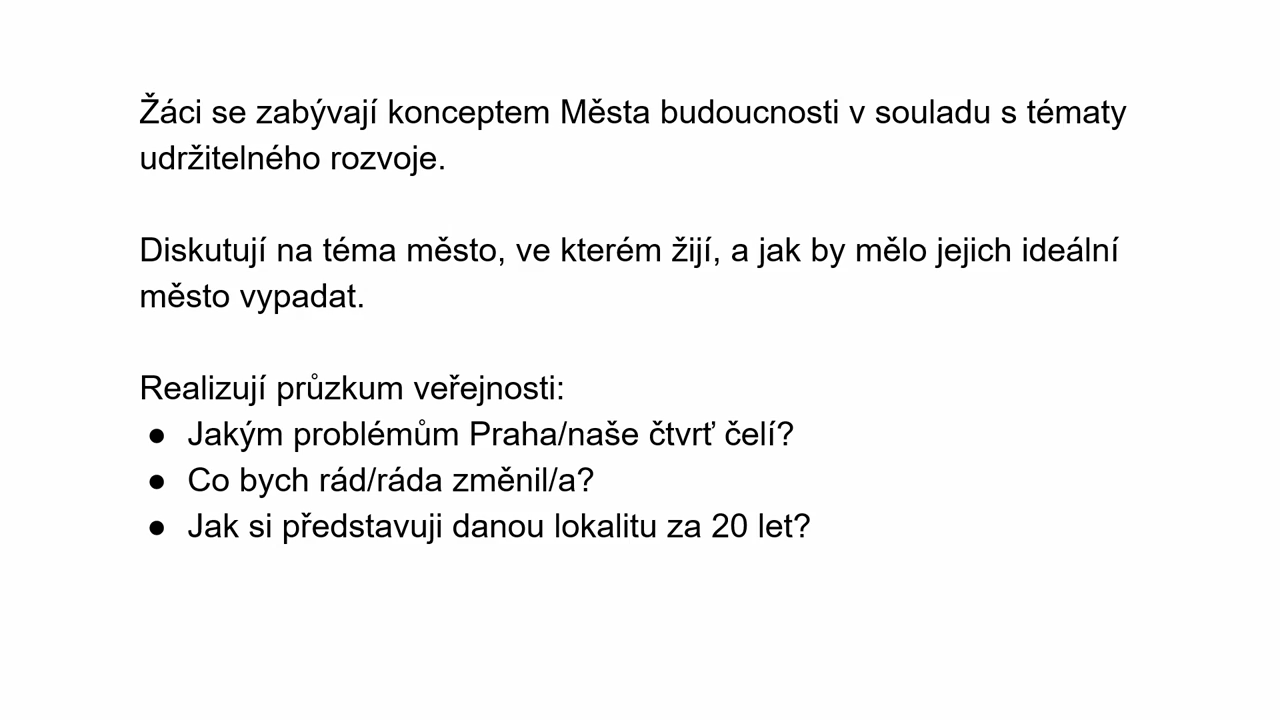 Žáci se zabývají konceptem Města budoucnosti v souladu s tématy
udržitelného rozvoje.
Diskutují na téma město, ve kterém žijí, a jak by mělo jejich ideální
město vypadat.
Realizují průzkum veřejnosti:
● Jakým problémům Praha/naše čtvrť čelí?
● Co bych rád/ráda změnil/a?
● Jak si představuji danou lokalitu za 20 let?